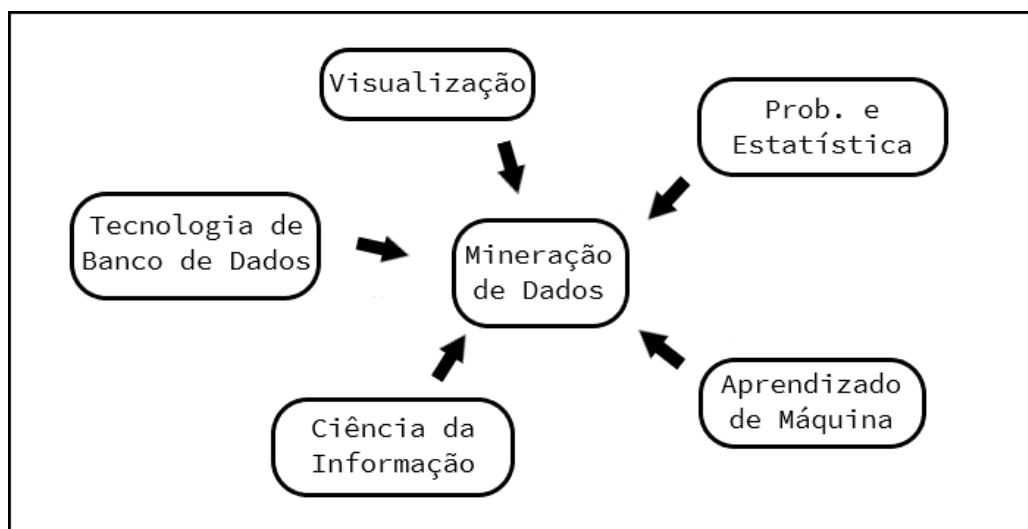 Visualização
Prob. e
Estatística
Tecnologia de
Banco de Dados
Mineração
de Dados
Aprendizado
de Máquina
Ciência da
Informação